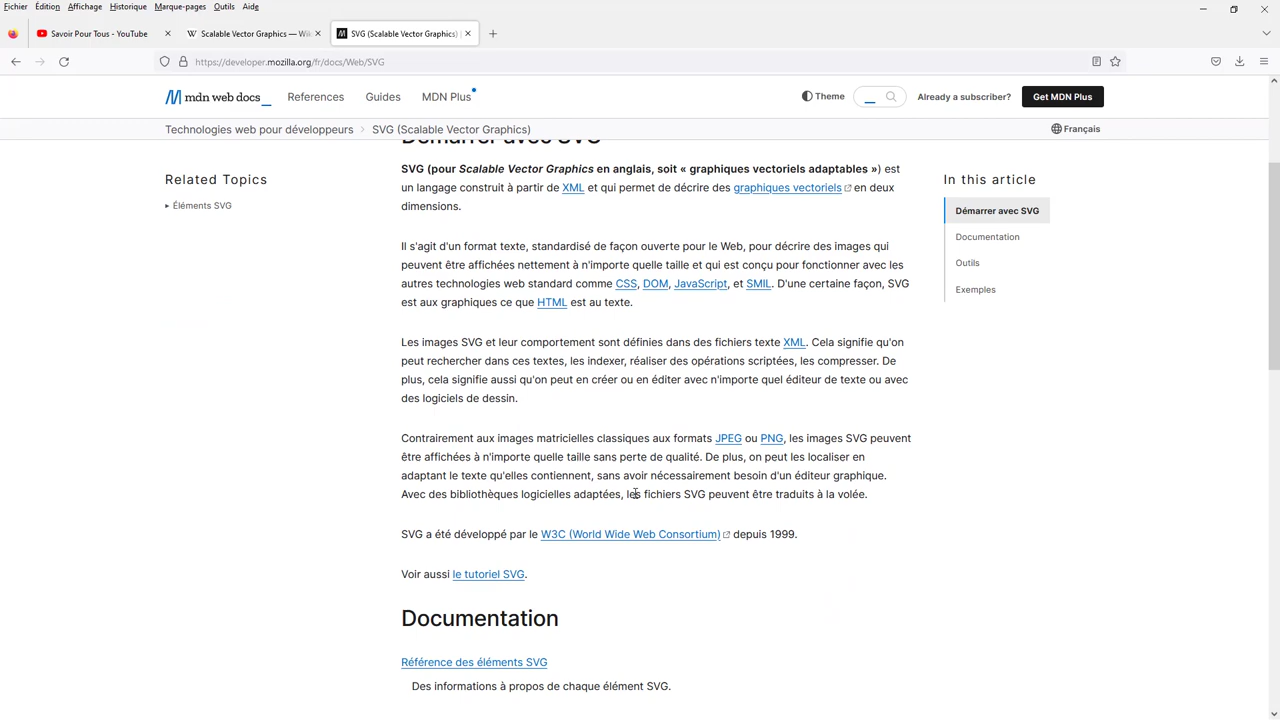 Fichier Édition Affichage Historique Marque-pages Outils Aide
Savoir Pour Tous - YouTube
Scalable Vector Graphics — Wik
SVG (Scalable Vector Graphics) |
https://developer.mozilla.org/fr/docs/Web/SVG
mdn web docs
References
Guides
MDN Plus
Theme
Already a subscriber?
Get MDN Plus
Technologies web pour développeurs
SVG (Scalable Vector Graphics)
Français
Démarrer avec SVG
Related Topics
Éléments SVG
SVG (pour Scalable Vector Graphics en anglais, soit « graphiques vectoriels adaptables ») est
un langage construit à partir de XML et qui permet de décrire des graphiques vectoriels en deux
dimensions.
Il s'agit d'un format texte, standardisé de façon ouverte pour le Web, pour décrire des images qui
peuvent être affichées nettement à n'importe quelle taille et qui est conçu pour fonctionner avec les
autres technologies web standard comme CSS, DOM, JavaScript, et SMIL. D'une certaine façon, SVG
est aux graphiques ce que HTML est au texte.
Les images SVG et leur comportement sont définies dans des fichiers texte XML. Cela signifie qu'on
peut rechercher dans ces textes, les indexer, réaliser des opérations scriptées, les compresser. De
plus, cela signifie aussi qu'on peut en créer ou en éditer avec n'importe quel éditeur de texte ou avec
des logiciels de dessin.
Contrairement aux images matricielles classiques aux formats JPEG ou PNG, les images SVG peuvent
être affichées à n'importe quelle taille sans perte de qualité. De plus, on peut les localiser en
adaptant le texte qu'elles contiennent, sans avoir nécessairement besoin d'un éditeur graphique.
Avec des bibliothèques logicielles adaptées, les fichiers SVG peuvent être traduits à la volée.
SVG a été développé par le W3C (World Wide Web Consortium) depuis 1999.
Voir aussi le tutoriel SVG.
Documentation
Référence des éléments SVG
Des informations à propos de chaque élément SVG.
In this article
Démarrer avec SVG
Documentation
Outils
Exemples